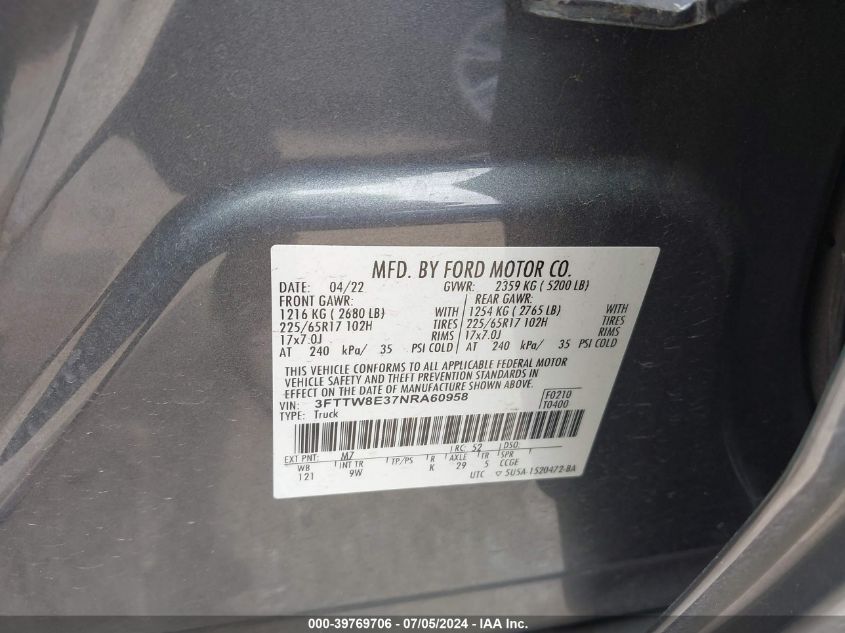 MFD. BY FORD MOTOR CO.
DATE: 04/22 GVWR: 2359 KG ( 5200 LB)
FRONT GAWR: REAR GAWR:
1216 KG ( 2680 LB) WITH 1254 KG ( 2765 LB) WITH
225/65R17 102H TIRES 225/65R17 102H TIRES
17x7.0J RIMS 17x7.0J RIMS
AT 240 kPa/ 35 PSI COLD AT 240 kPa/ 35 PSI COLD
THIS VEHICLE CONFORMS TO ALL APPLICABLE FEDERAL MOTOR
VEHICLE SAFETY AND THEFT PREVENTION STANDARDS IN
EFFECT ON THE DATE OF MANUFACTURE SHOWN ABOVE.
VIN: 3FTTW8E37NRA60958 F0210
TYPE: Truck T0400
EXT PNT: M7 RC: 52 DSO:
WB INT TR TP/PS R AXLE TR SPR
121 9W K 29 5 CCGE
UTC ▽ 5U5A-1520472-BA
000-39769706 - 07/05/2024 - IAA Inc.